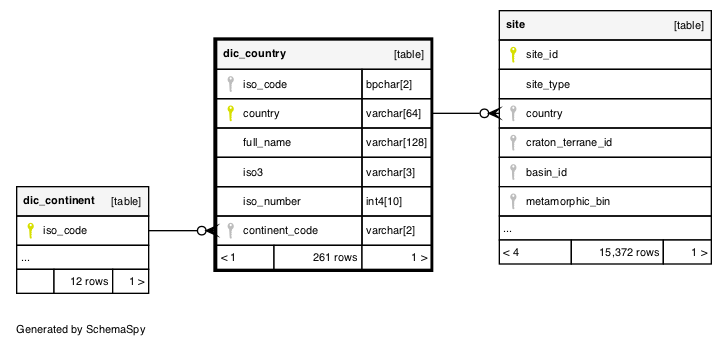 site [table]
site_id
site_type
country
craton_terrane_id
basin_id
metamorphic_bin
...
< 4 15,372 rows 1 >
dic_country [table]
iso_code bpchar[2]
country varchar[64]
full_name varchar[128]
iso3 varchar[3]
iso_number int4[10]
continent_code varchar[2]
< 1 261 rows 1 >
dic_continent [table]
iso_code
...
12 rows 1 >
Generated by SchemaSpy